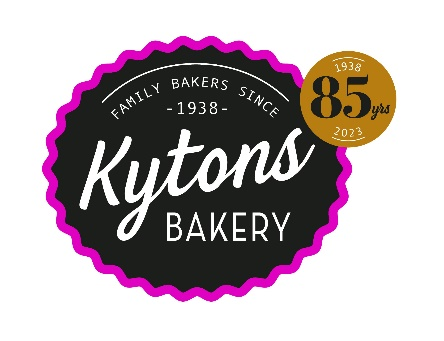 FAMILY BAKERS SINCE
-1938-
Kytons
BAKERY
1938
85yrs
2023